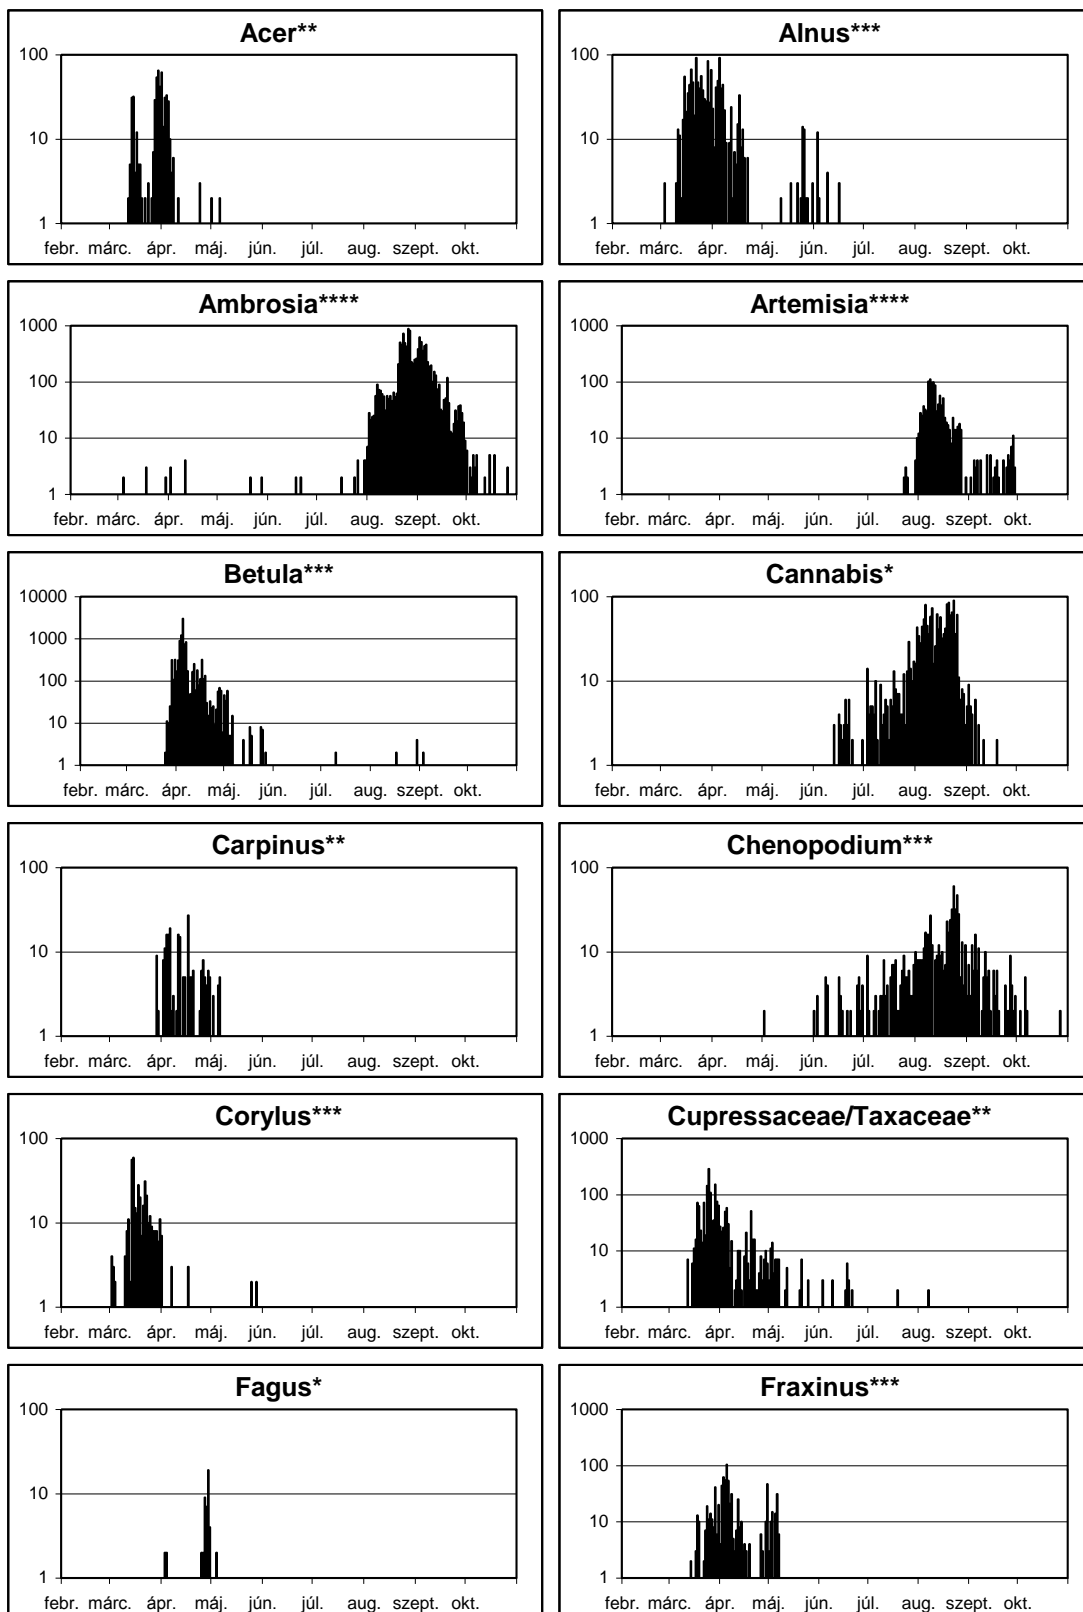 Acer**
100
10
1
febr. márc. ápr. máj. jún. júl. aug. szept. okt.
Alnus***
100
10
1
febr. márc. ápr. máj. jún. júl. aug. szept. okt.
Ambrosia****
1000
100
10
1
febr. márc. ápr. máj. jún. júl. aug. szept. okt.
Artemisia****
1000
100
10
1
febr. márc. ápr. máj. jún. júl. aug. szept. okt.
Betula***
10000
1000
100
10
1
febr. márc. ápr. máj. jún. júl. aug. szept. okt.
Cannabis*
100
10
1
febr. márc. ápr. máj. jún. júl. aug. szept. okt.
Carpinus**
100
10
1
febr. márc. ápr. máj. jún. júl. aug. szept. okt.
Chenopodium***
100
10
1
febr. márc. ápr. máj. jún. júl. aug. szept. okt.
Corylus***
100
10
1
febr. márc. ápr. máj. jún. júl. aug. szept. okt.
Cupressaceae/Taxaceae**
1000
100
10
1
febr. márc. ápr. máj. jún. júl. aug. szept. okt.
Fagus*
100
10
1
febr. márc. ápr. máj. jún. júl. aug. szept. okt.
Fraxinus***
1000
100
10
1
febr. márc. ápr. máj. jún. júl. aug. szept. okt.